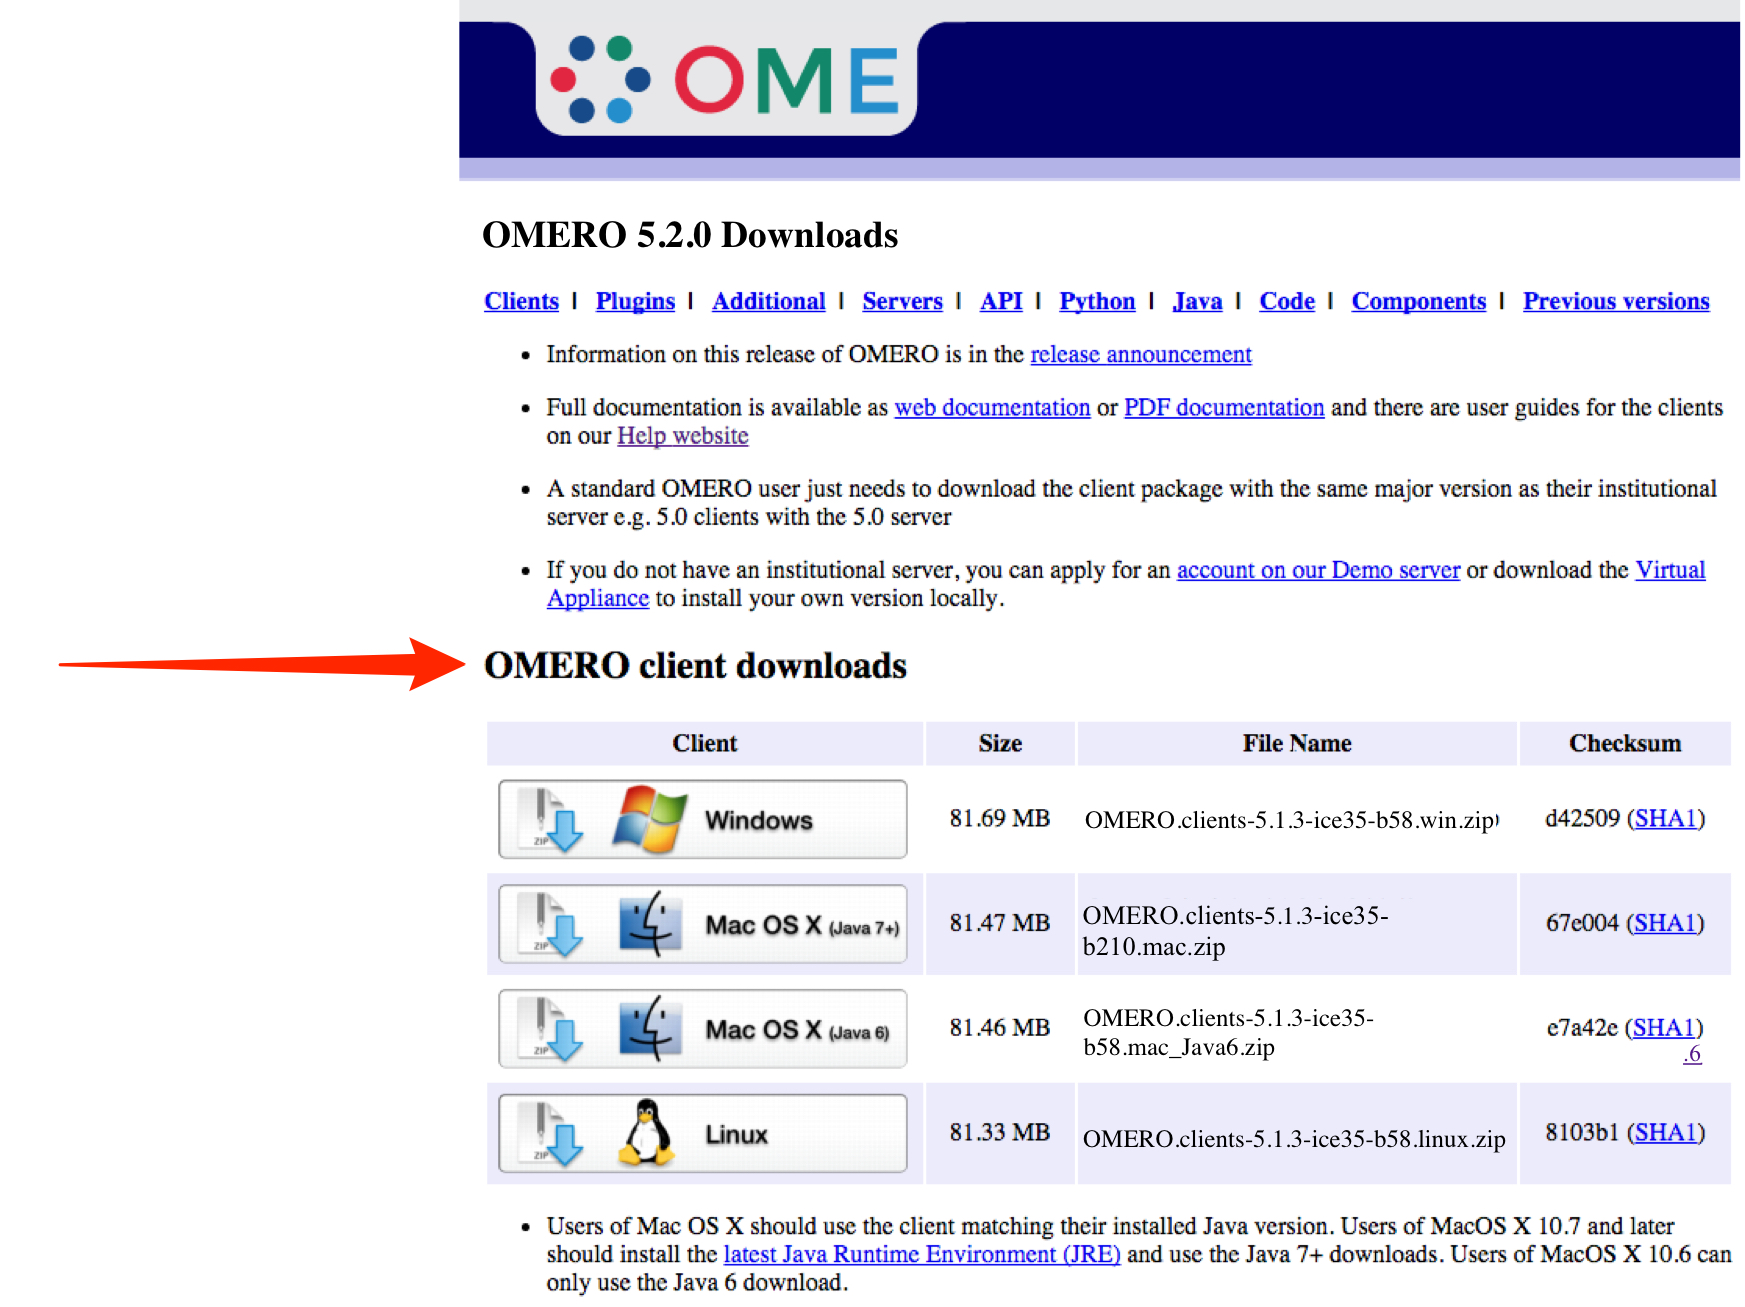 OME
OMERO 5.2.0 Downloads
Clients | Plugins | Additional | Servers | API | Python | Java | Code | Components | Previous versions
• Information on this release of OMERO is in the release announcement
• Full documentation is available as web documentation or PDF documentation and there are user guides for the clients
on our Help website
• A standard OMERO user just needs to download the client package with the same major version as their institutional
server e.g. 5.0 clients with the 5.0 server
• If you do not have an institutional server, you can apply for an account on our Demo server or download the Virtual
Appliance to install your own version locally.
OMERO client downloads
Client Size File Name Checksum
ZIP Windows 81.69 MB OMERO.clients-5.1.3-ice35-b58.win.zip d42509 (SHA1)
ZIP Mac OS X (Java 7+) 81.47 MB OMERO.clients-5.1.3-ice35- 67e004 (SHA1)
b210.mac.zip
ZIP Mac OS X (Java 6) 81.46 MB OMERO.clients-5.1.3-ice35- e7a42e (SHA1)
b58.mac_Java6.zip .6
ZIP Linux 81.33 MB OMERO.clients-5.1.3-ice35-b58.linux.zip 8103b1 (SHA1)
• Users of Mac OS X should use the client matching their installed Java version. Users of MacOS X 10.7 and later
should install the latest Java Runtime Environment (JRE) and use the Java 7+ downloads. Users of MacOS X 10.6 can
only use the Java 6 download.